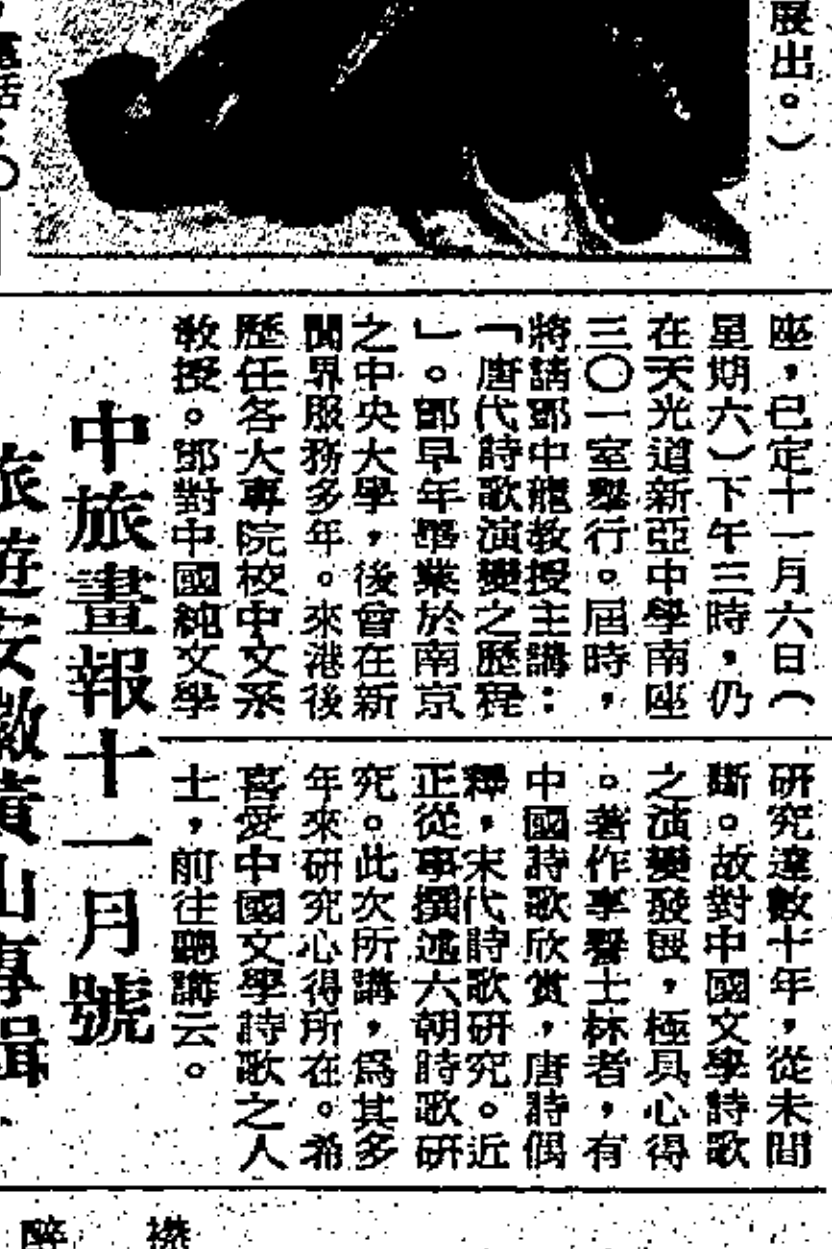 展出。）
座，已定十一月六日（
星期六）下午三時，仍
在天光道新亞中學南座
三〇一室舉行。屆時，
將請鄧中龍教授主講：
「唐代詩歌演變之歷程
」。鄧早年畢業於南京
之中央大學，後曾在新
聞界服務多年。來港後
歷任各大專院校中文系
教授。鄧對中國純文學
研究達數十年，從未間
斷。故對中國文學詩歌
之演變發展，極具心得
。著作享譽士林者，有
中國詩歌欣賞，唐詩偶
釋，宋代詩歌研究。近
正從事撰述六朝詩歌研
究。此次所講，爲其多
年來研究心得所在。希
喜愛中國文學詩歌之人
士，前往聽講云。
中旅畫報十一月號
旅遊安徽黃山專輯